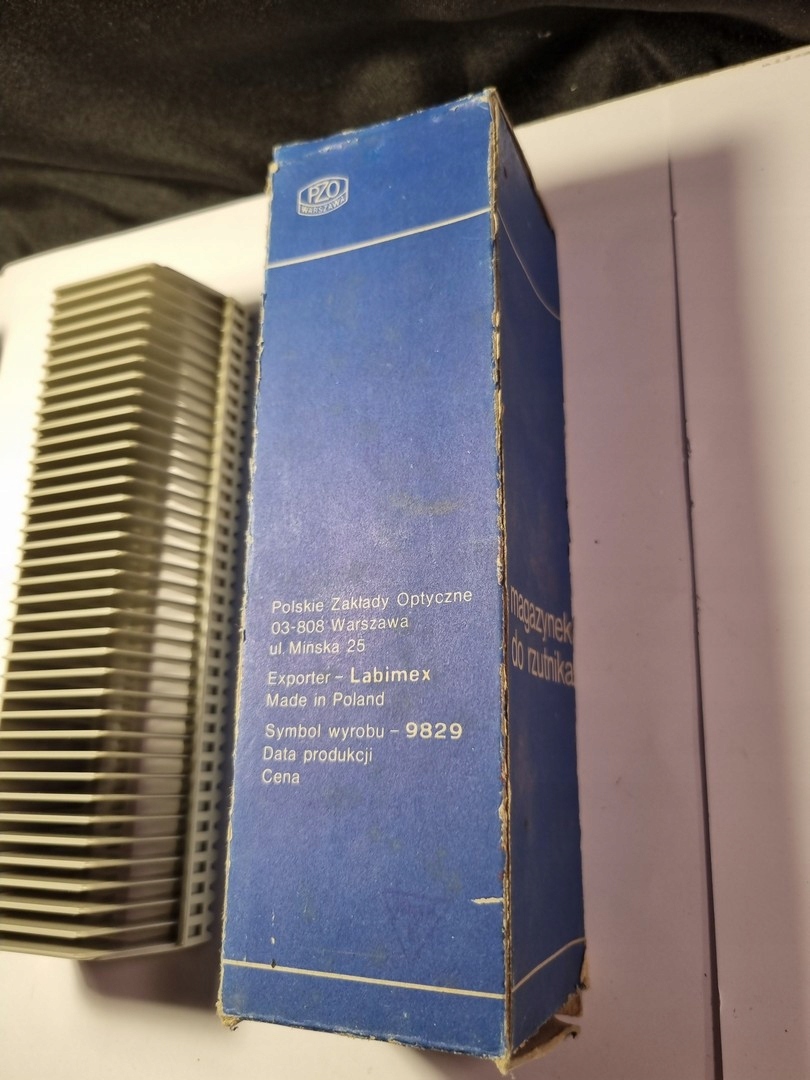 PZO
WARSZAWA
Polskie Zakłady Optyczne
03-808 Warszawa
ul. Minska 25
Exporter – Labimex
Made in Poland
Symbol wyrobu – 9829
Data produkcji
Cena
magazynek
do rzutnika